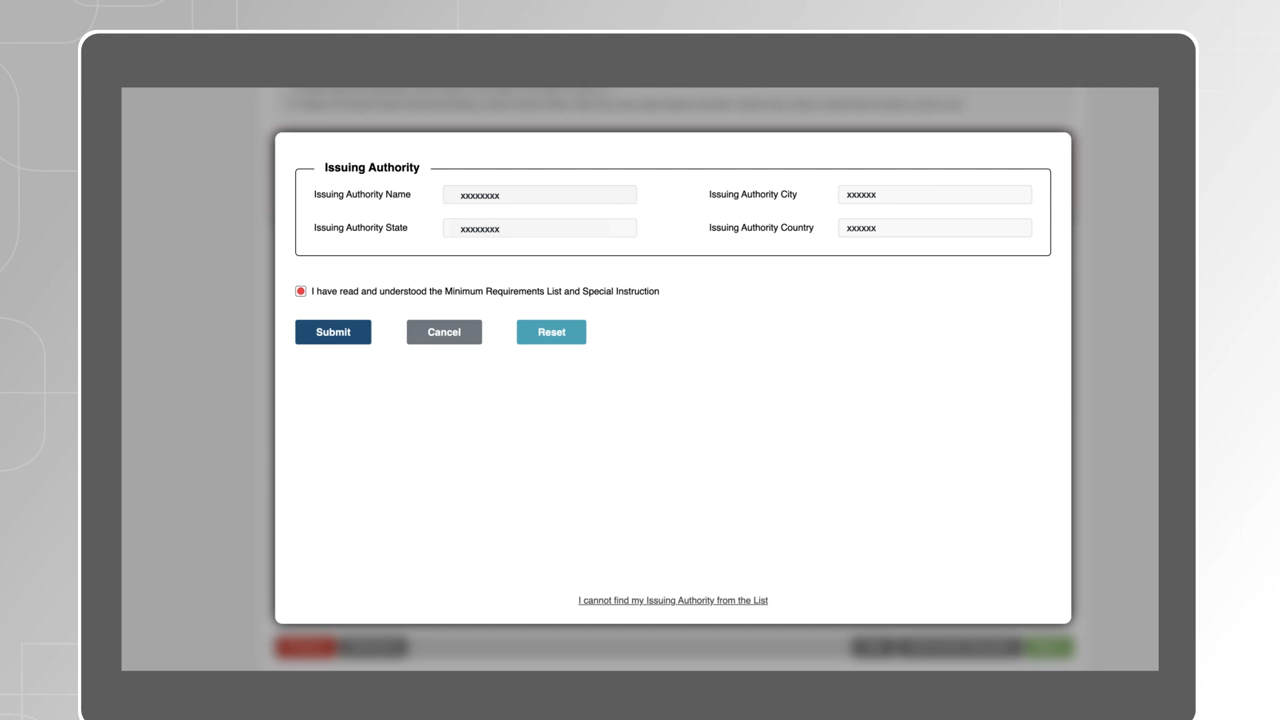 Issuing Authority
Issuing Authority Name xxxxxxxx Issuing Authority City xxxxxx
Issuing Authority State xxxxxxxx Issuing Authority Country xxxxxx
I have read and understood the Minimum Requirements List and Special Instruction
Submit Cancel Reset
I cannot find my Issuing Authority from the List